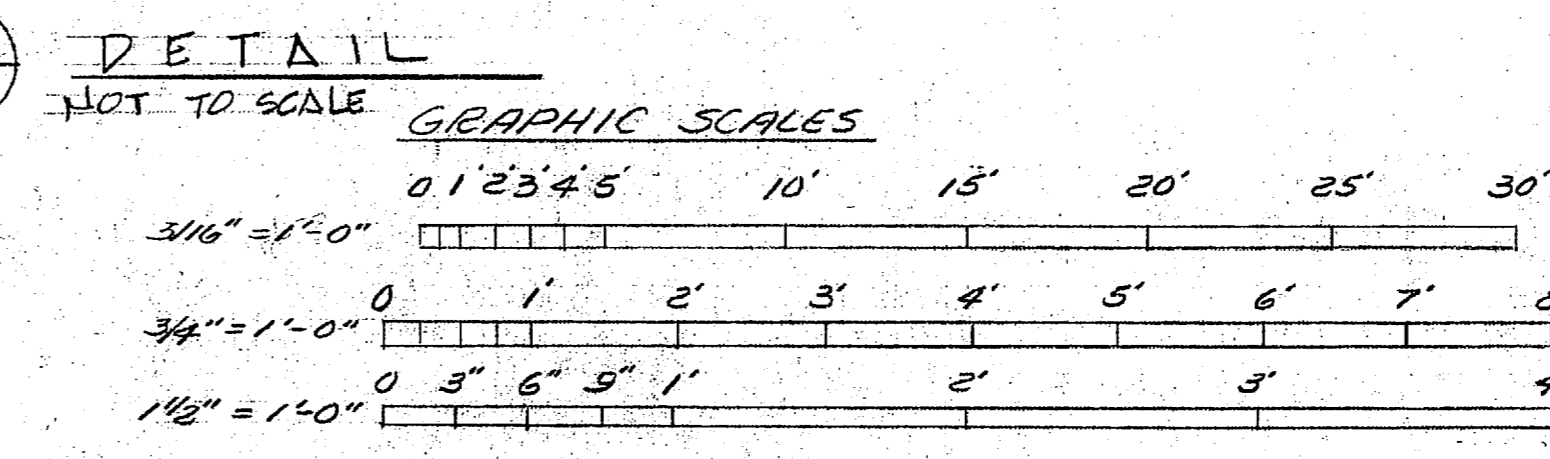 DETAIL
NOT TO SCALE
GRAPHIC SCALES
0 1' 2' 3' 4' 5' 10' 15' 20' 25' 30'
3/16" = 1'-0"
0 1' 2' 3' 4' 5' 6' 7'
3/4" = 1'-0"
0 3" 6" 9" 1' 2' 3' 4
1 1/2" = 1'-0"